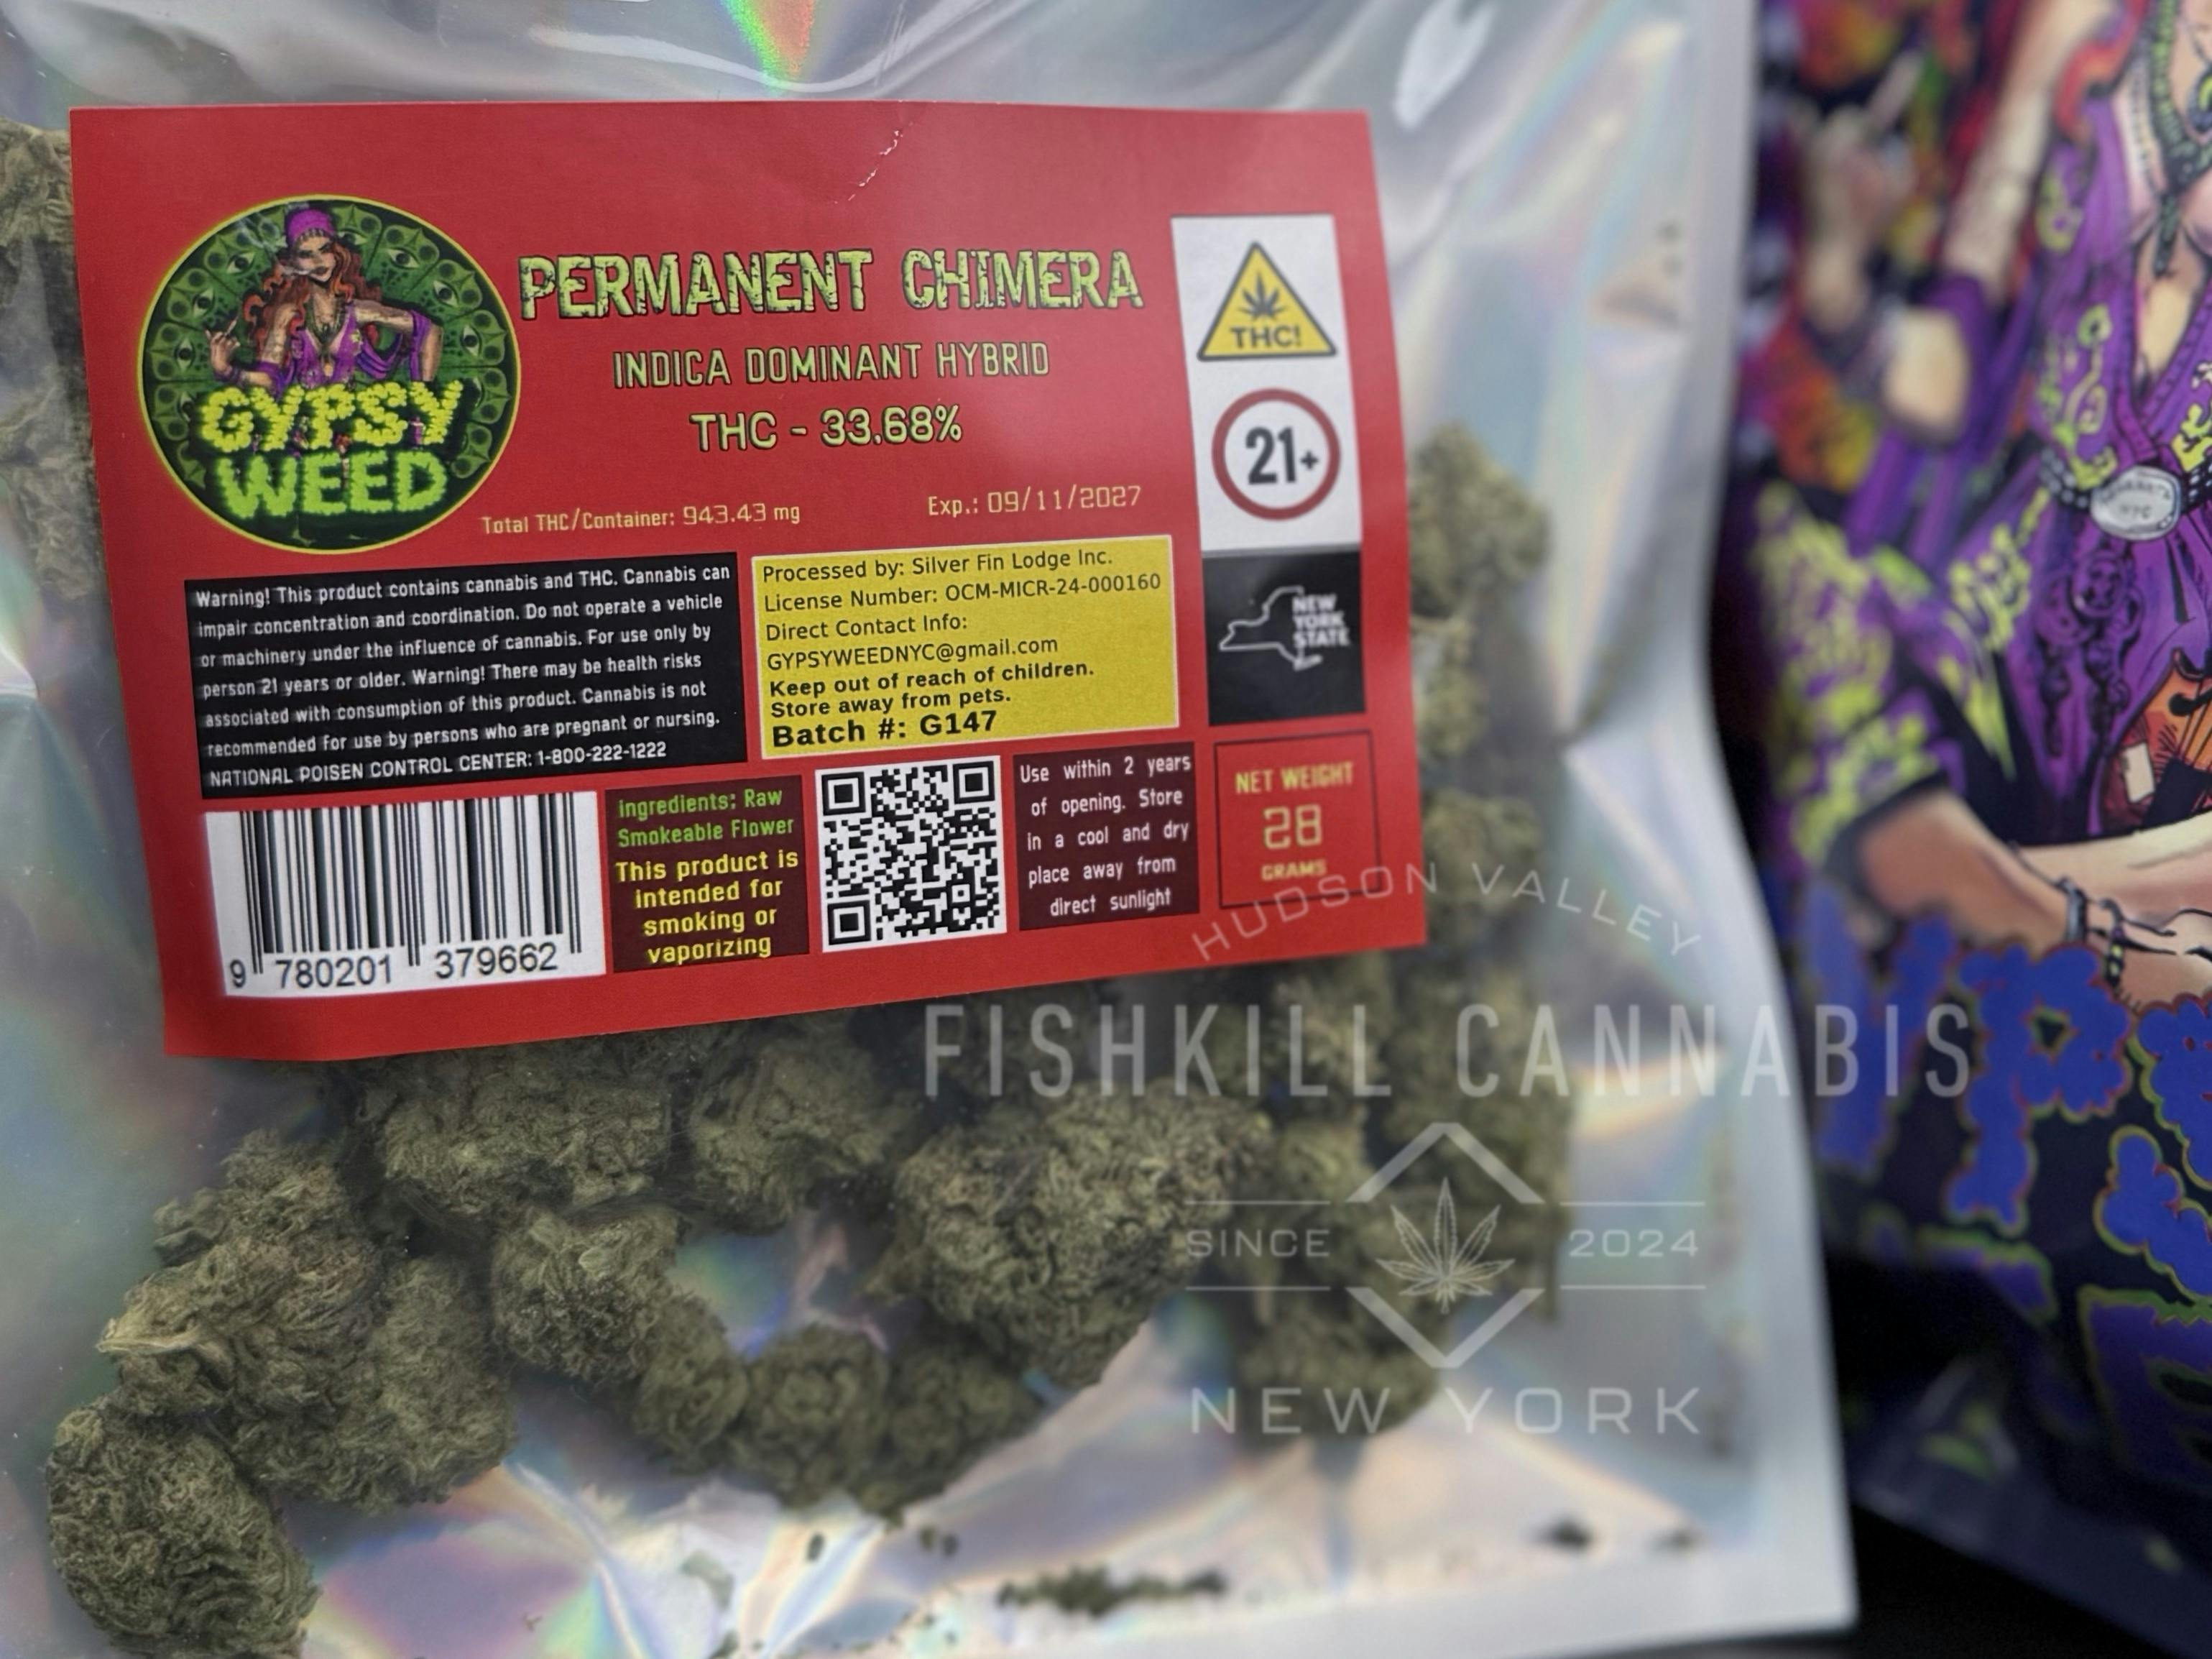 PERMANENT CHIMERA
INDICA DOMINANT HYBRID
THC - 33.68%
GYPSY
WEED
Total THC/Container: 943.43 mg
Exp.: 09/11/2027
THC!
21+
NEW
YORK
STATE
Warning! This product contains cannabis and THC. Cannabis can
impair concentration and coordination. Do not operate a vehicle
or machinery under the influence of cannabis. For use only by
person 21 years or older. Warning! There may be health risks
associated with consumption of this product. Cannabis is not
recommended for use by persons who are pregnant or nursing.
NATIONAL POISEN CONTROL CENTER: 1-800-222-1222
Processed by: Silver Fin Lodge Inc.
License Number: OCM-MICR-24-000160
Direct Contact Info:
GYPSYWEEDNYC@gmail.com
Keep out of reach of children.
Store away from pets.
Batch #: G147
9 780201 379662
ingredients: Raw
Smokeable Flower
This product is
intended for
smoking or
vaporizing
Use within 2 years
of opening. Store
in a cool and dry
place away from
direct sunlight
NET WEIGHT
28
GRAMS
HUDSON VALLEY
FISHKILL CANNABIS
SINCE 2024
NEW YORK